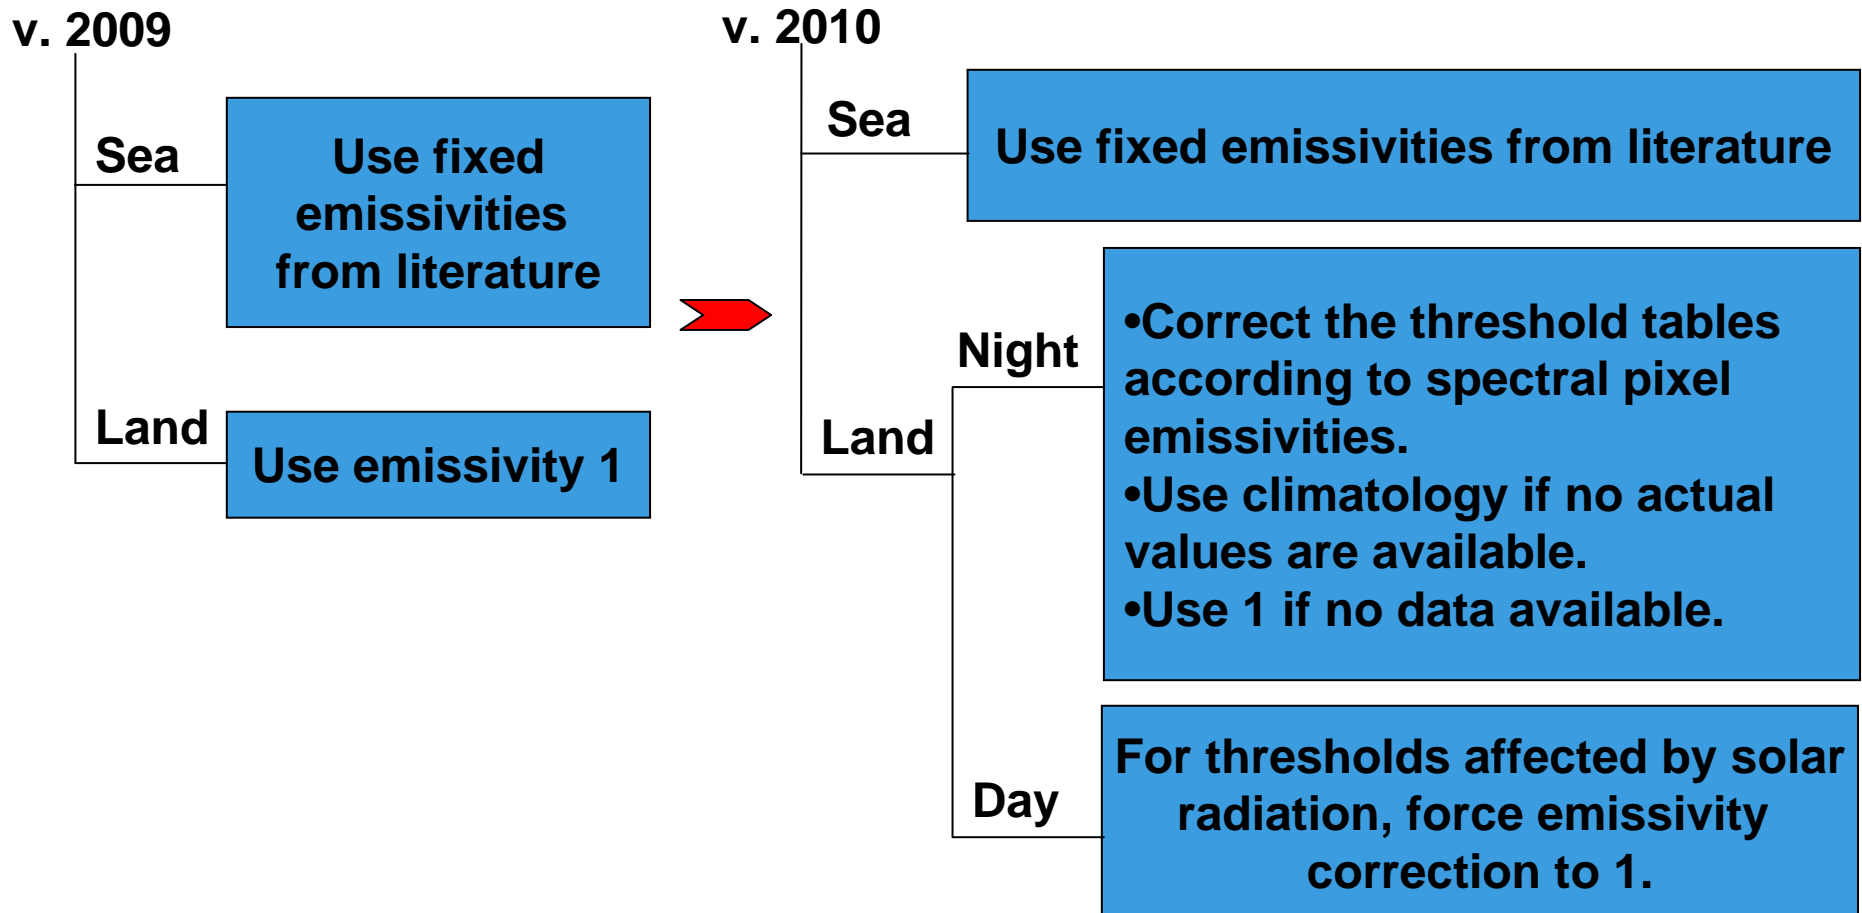 v. 2009
Sea
Use fixed
emissivities
from literature
Land
Use emissivity 1
v. 2010
Sea
Use fixed emissivities from literature
Land
Night
•Correct the threshold tables
according to spectral pixel
emissivities.
•Use climatology if no actual
values are available.
•Use 1 if no data available.
Day
For thresholds affected by solar
radiation, force emissivity
correction to 1.